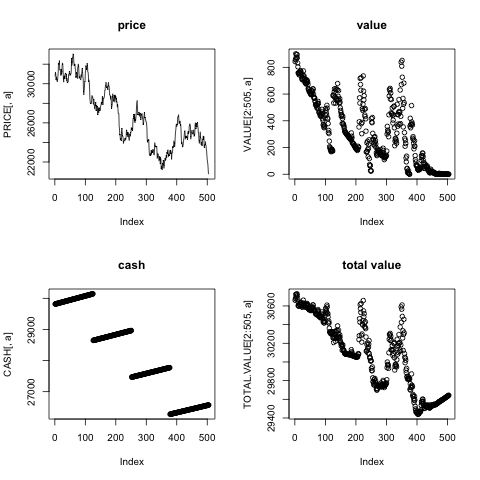 price
PRICE[, a]
22000 26000 30000
0 100 200 300 400 500
Index
value
VALUE[2:505, a]
0 200 400 600 800
0 100 200 300 400 500
Index
cash
CASH[, a]
27000 29000
0 100 200 300 400 500
Index
total value
TOTAL.VALUE[2:505, a]
29400 29800 30200 30600
0 100 200 300 400 500
Index